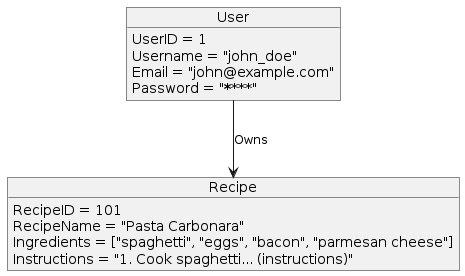 User
UserID = 1
Username = "john_doe"
Email = "john@example.com"
Password = "****"
Owns
Recipe
RecipeID = 101
RecipeName = "Pasta Carbonara"
Ingredients = ["spaghetti", "eggs", "bacon", "parmesan cheese"]
Instructions = "1. Cook spaghetti... (instructions)"